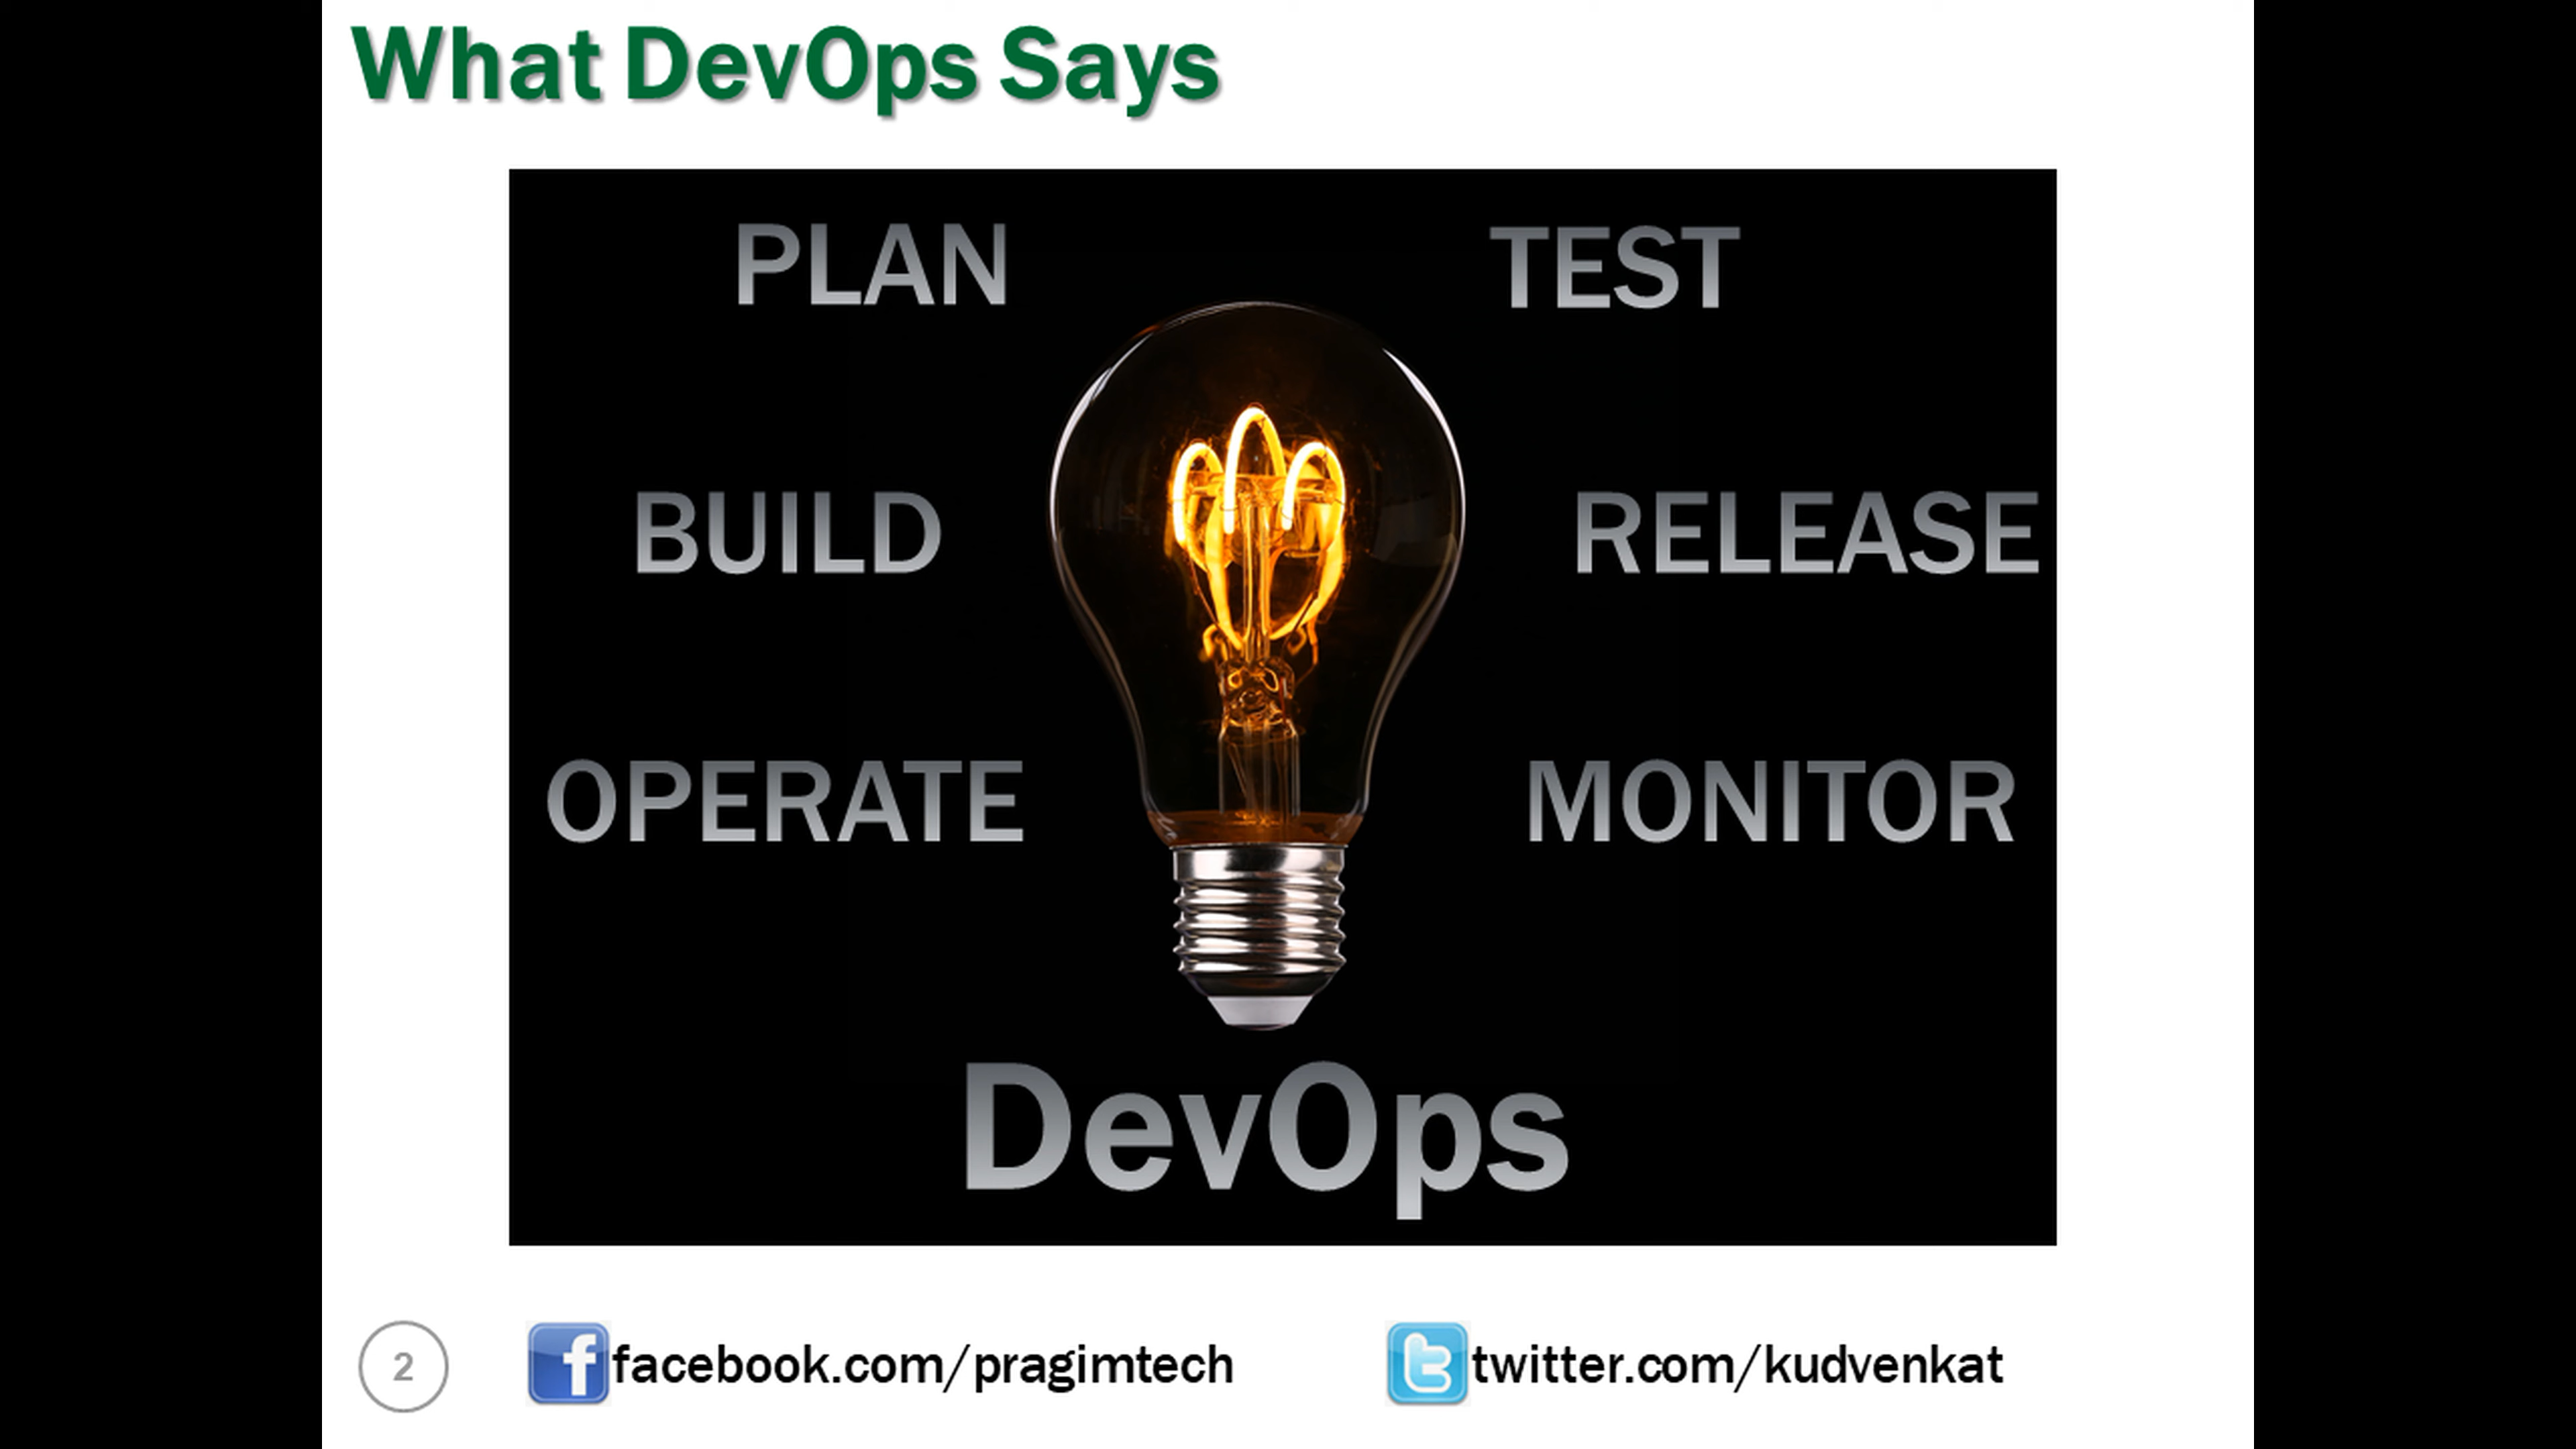 What DevOps Says
PLAN
TEST
BUILD
RELEASE
OPERATE
MONITOR
DevOps
2
facebook.com/pragimtech
twitter.com/kudvenkat